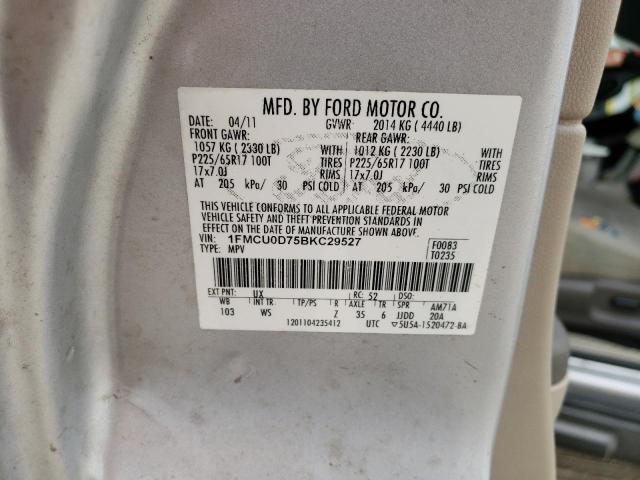 MFD. BY FORD MOTOR CO.
DATE: 04/11 GVWR: 2014 KG ( 4440 LB)
FRONT GAWR: REAR GAWR:
1057 KG ( 2330 LB) WITH 1012 KG ( 2230 LB) WITH
P225/65R17 100T TIRES P225/65R17 100T TIRES
17x7.0J RIMS 17x7.0J RIMS
AT 205 kPa/ 30 PSI COLD AT 205 kPa/ 30 PSI COLD
THIS VEHICLE CONFORMS TO ALL APPLICABLE FEDERAL MOTOR
VEHICLE SAFETY AND THEFT PREVENTION STANDARDS IN
EFFECT ON THE DATE OF MANUFACTURE SHOWN ABOVE.
VIN: 1FMCU0D75BKC29527 F0083
TYPE: MPV T0235
EXT PNT: UX RC: 52 DSO:
WB INT TR TP/PS R AXLE TR SPR AM71A
103 WS Z 35 6 JJDD 20A
1201104235412 UTC ▽5U5A-1520472-BA